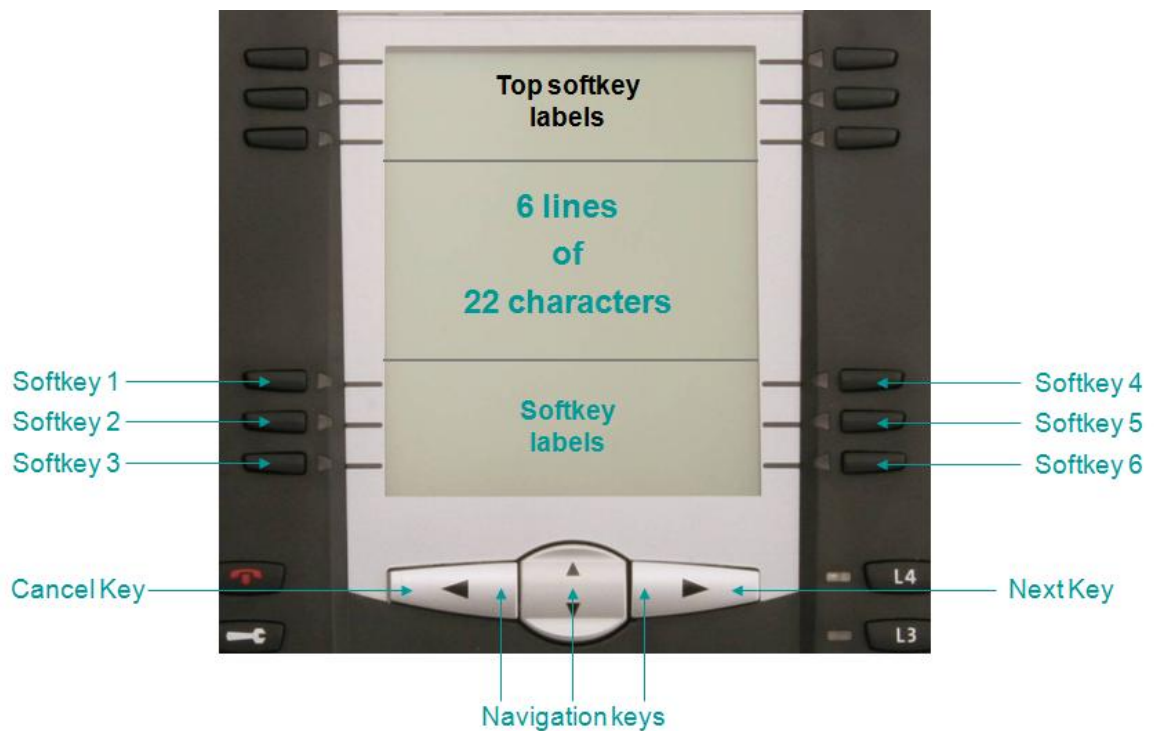 Top softkey
labels
6 lines
of
22 characters
Softkey 1
Softkey 2
Softkey 3
Softkey
labels
Softkey 4
Softkey 5
Softkey 6
Cancel Key
L4
Next Key
L3
Navigation keys